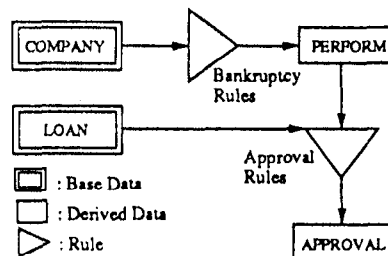 COMPANY
PERFORM
Bankruptcy
Rules
LOAN
Approval
Rules
: Base Data
: Derived Data
: Rule
APPROVAL